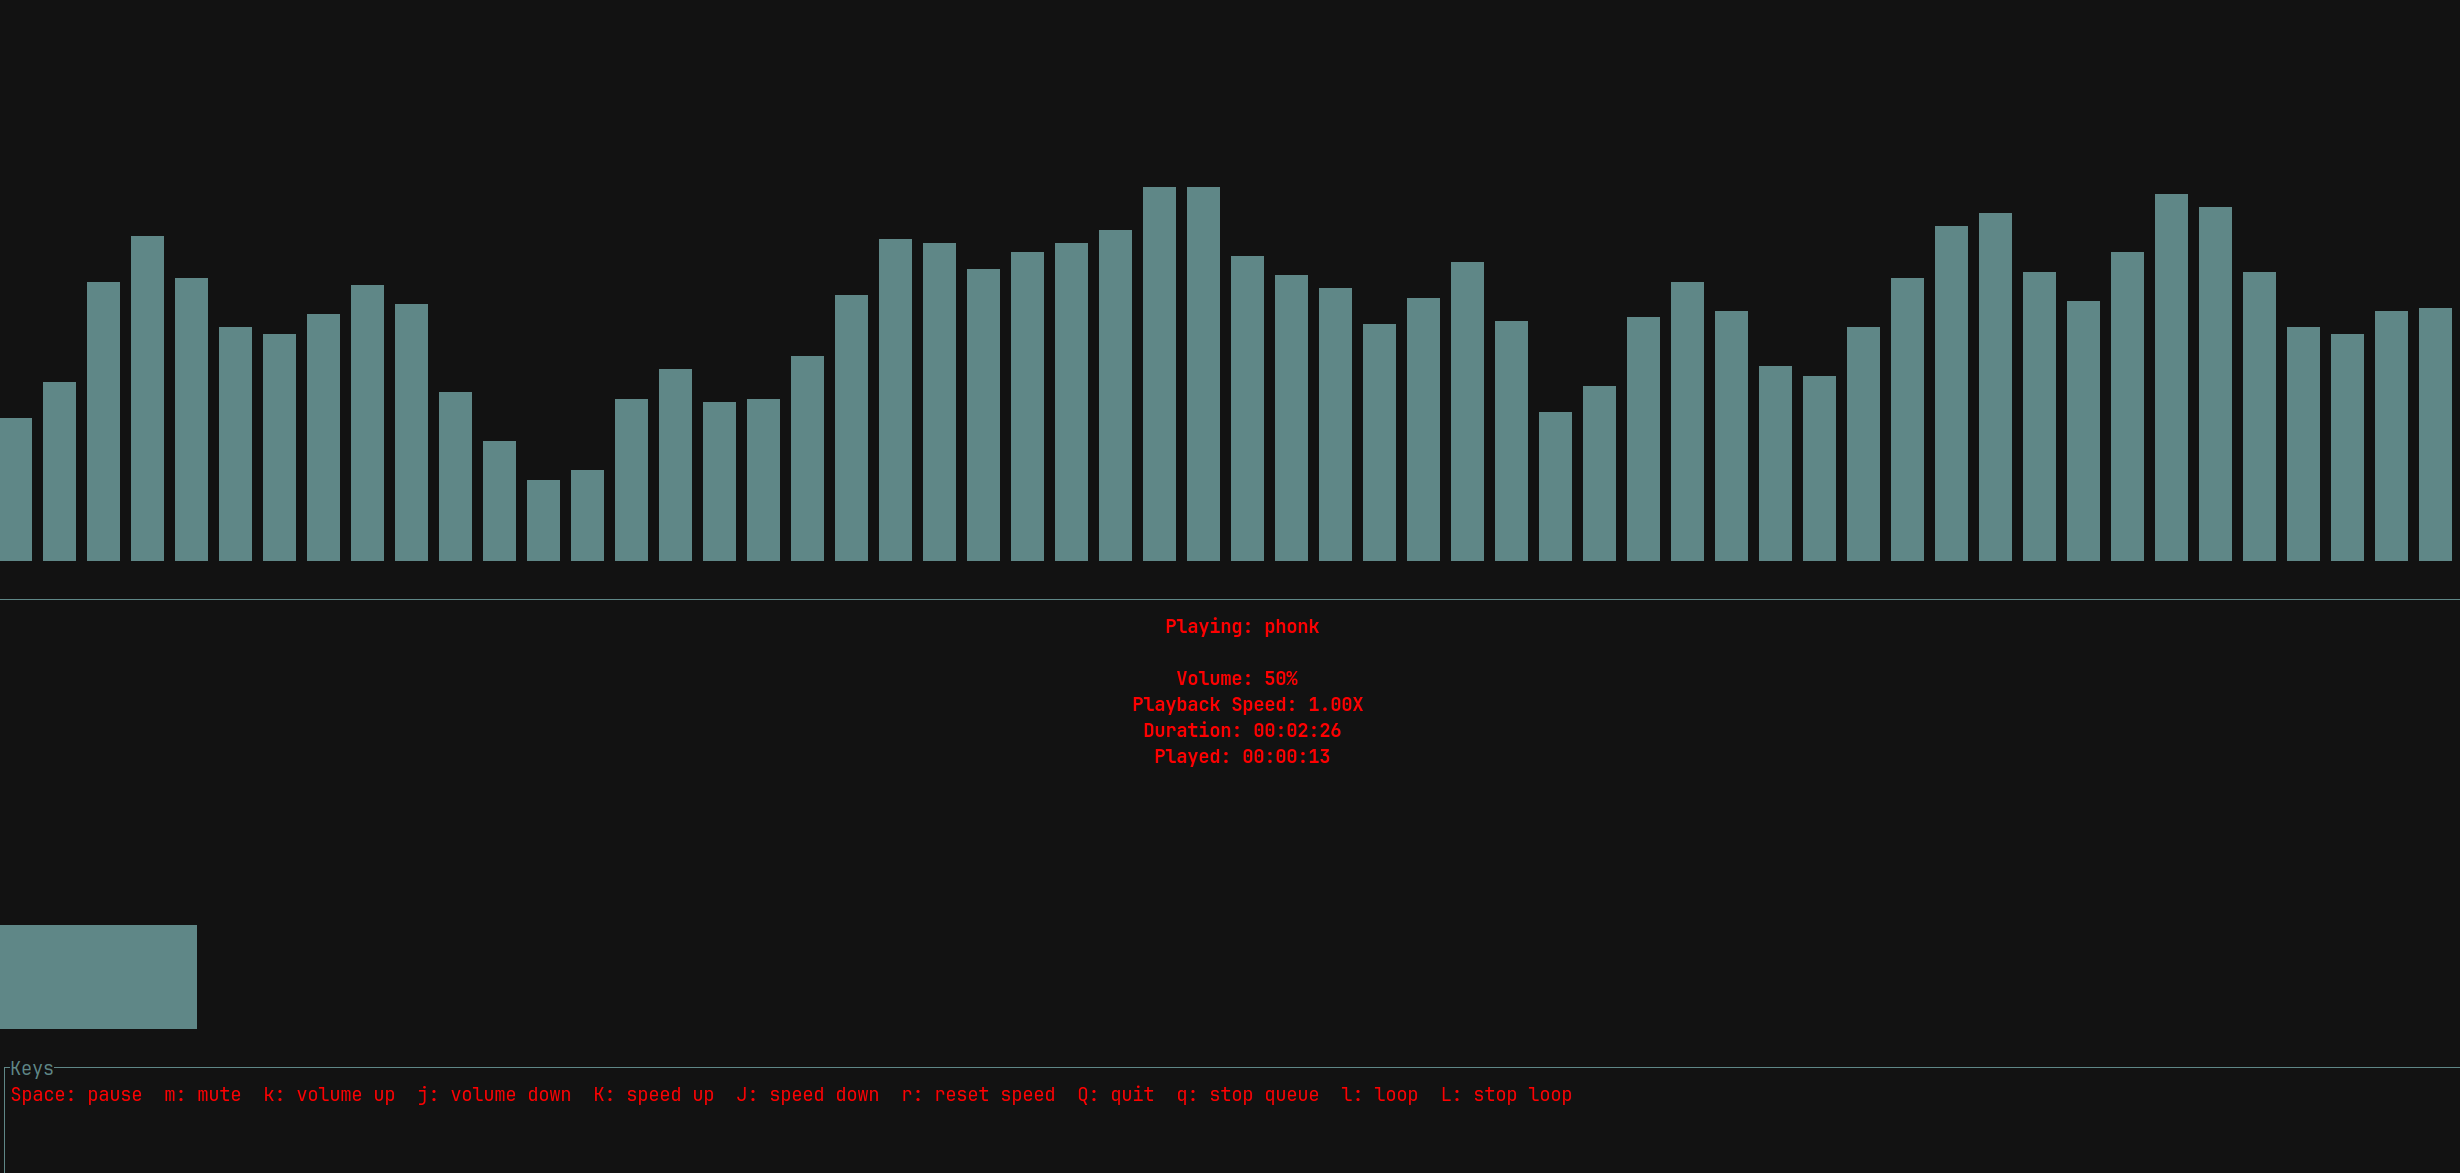 Playing: phonk
Volume: 50%
Playback Speed: 1.00X
Duration: 00:02:26
Played: 00:00:13
Keys
Space: pause  m: mute  k: volume up  j: volume down  K: speed up  J: speed down  r: reset speed  Q: quit  q: stop queue  l: loop  L: stop loop